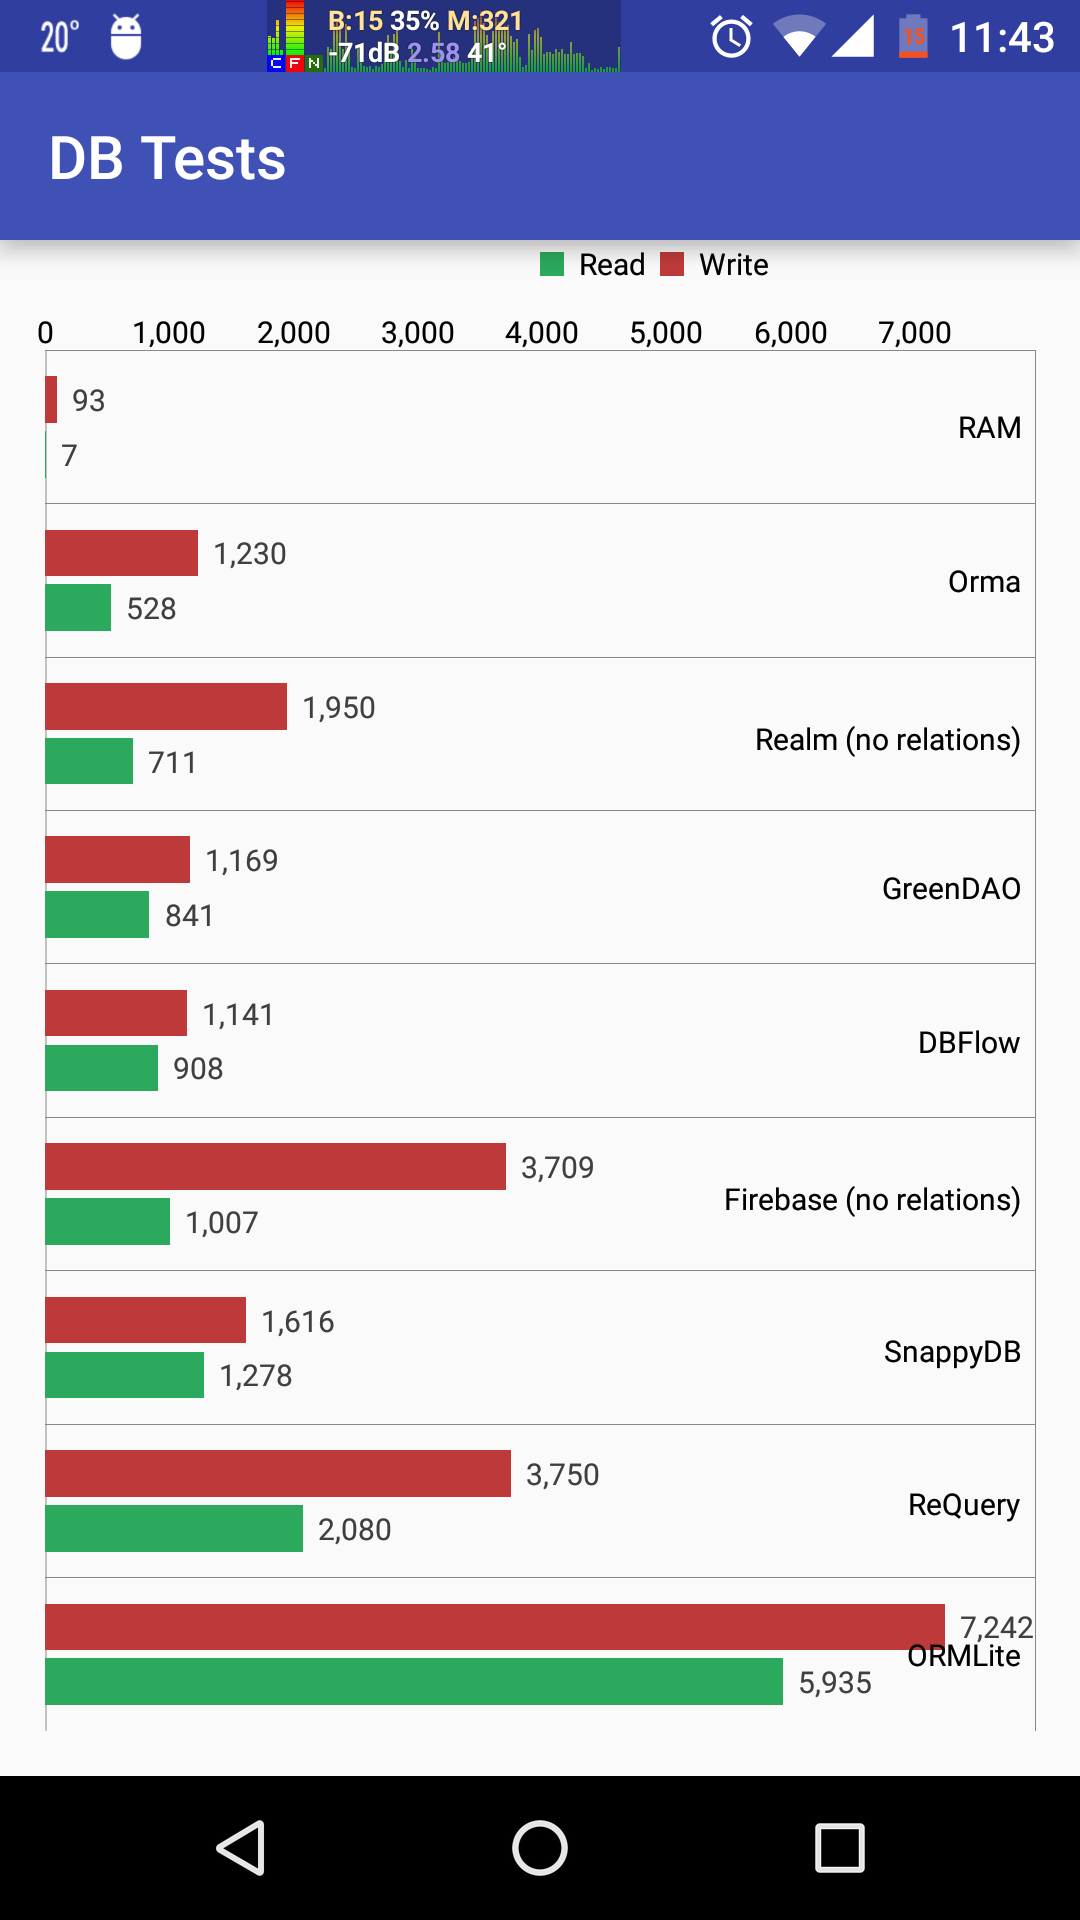 20° B:15 35% M:321 15 11:43
-71dB 2.58 41°
C F N
DB Tests
Read Write
0 1,000 2,000 3,000 4,000 5,000 6,000 7,000
93
RAM
7
1,230
Orma
528
1,950
Realm (no relations)
711
1,169
GreenDAO
841
1,141
DBFlow
908
3,709
Firebase (no relations)
1,007
1,616
SnappyDB
1,278
3,750
ReQuery
2,080
7,242
ORMLite
5,935